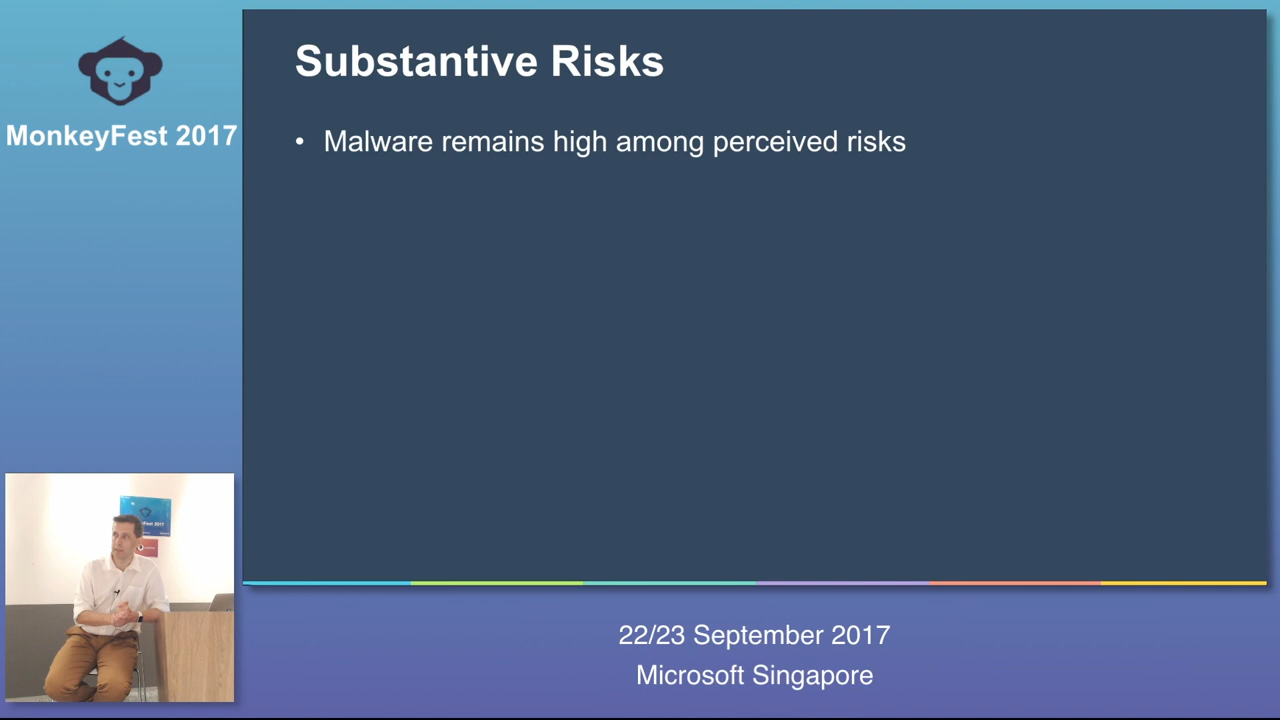 MonkeyFest 2017
Substantive Risks
• Malware remains high among perceived risks
22/23 September 2017
Microsoft Singapore